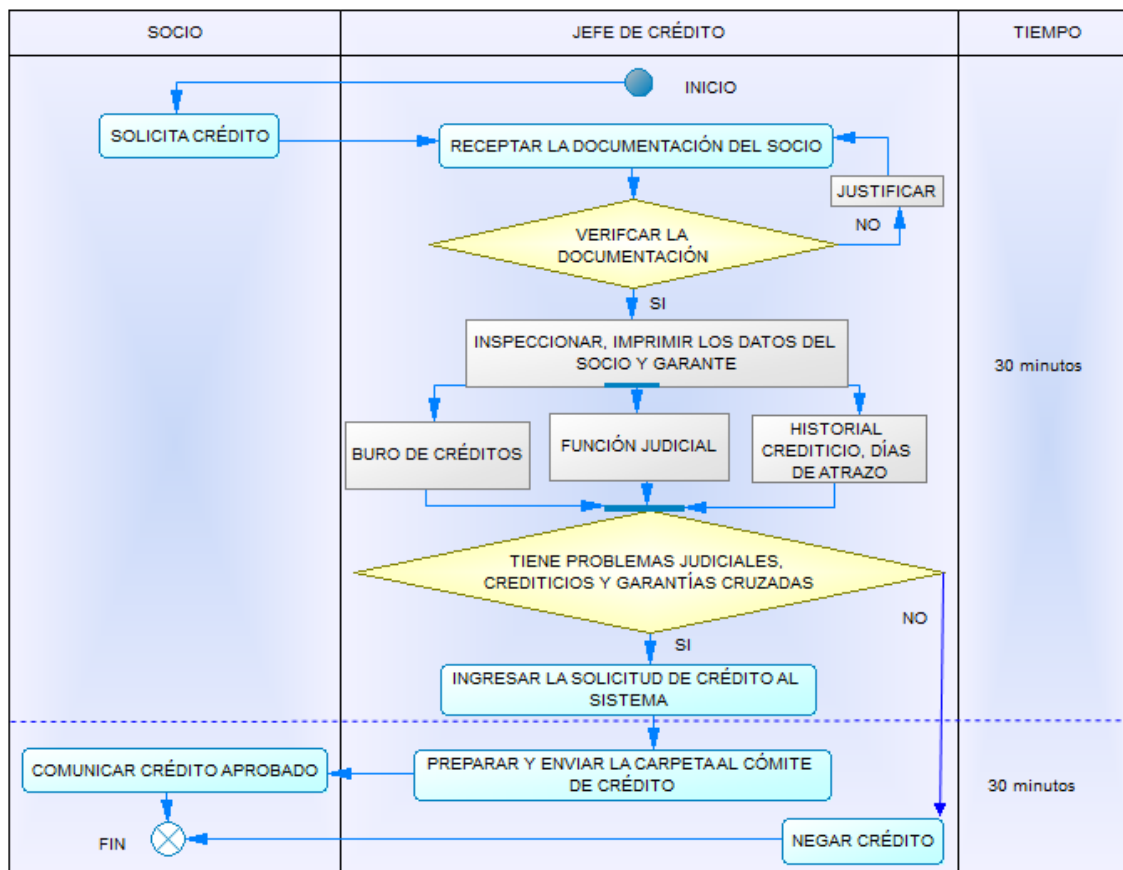 SOCIO
JEFE DE CRÉDITO
TIEMPO
INICIO
SOLICITA CRÉDITO
RECEPTAR LA DOCUMENTACIÓN DEL SOCIO
JUSTIFICAR
NO
VERIFCAR LA
DOCUMENTACIÓN
SI
INSPECCIONAR, IMPRIMIR LOS DATOS DEL
SOCIO Y GARANTE
30 minutos
BURO DE CRÉDITOS
FUNCIÓN JUDICIAL
HISTORIAL
CREDITICIO, DÍAS
DE ATRAZO
TIENE PROBLEMAS JUDICIALES,
CREDITICIOS Y GARANTÍAS CRUZADAS
NO
SI
INGRESAR LA SOLICITUD DE CRÉDITO AL
SISTEMA
COMUNICAR CRÉDITO APROBADO
PREPARAR Y ENVIAR LA CARPETA AL CÓMITE
DE CRÉDITO
30 minutos
FIN
NEGAR CRÉDITO